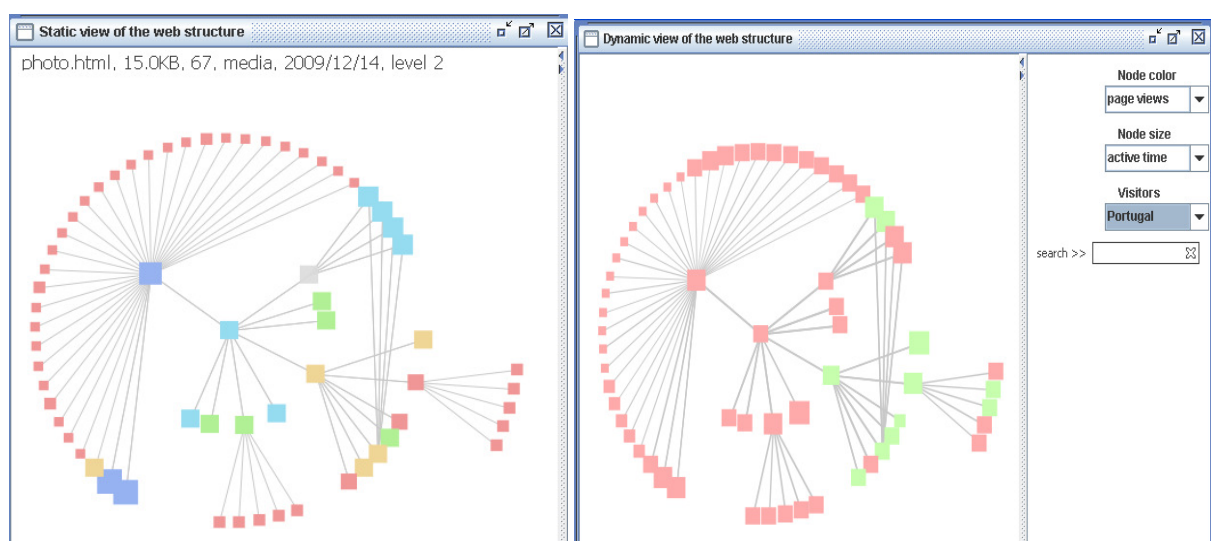 Static view of the web structure
photo.html, 15.0KB, 67, media, 2009/12/14, level 2
Dynamic view of the web structure
Node color
page views
Node size
active time
Visitors
Portugal
search >>